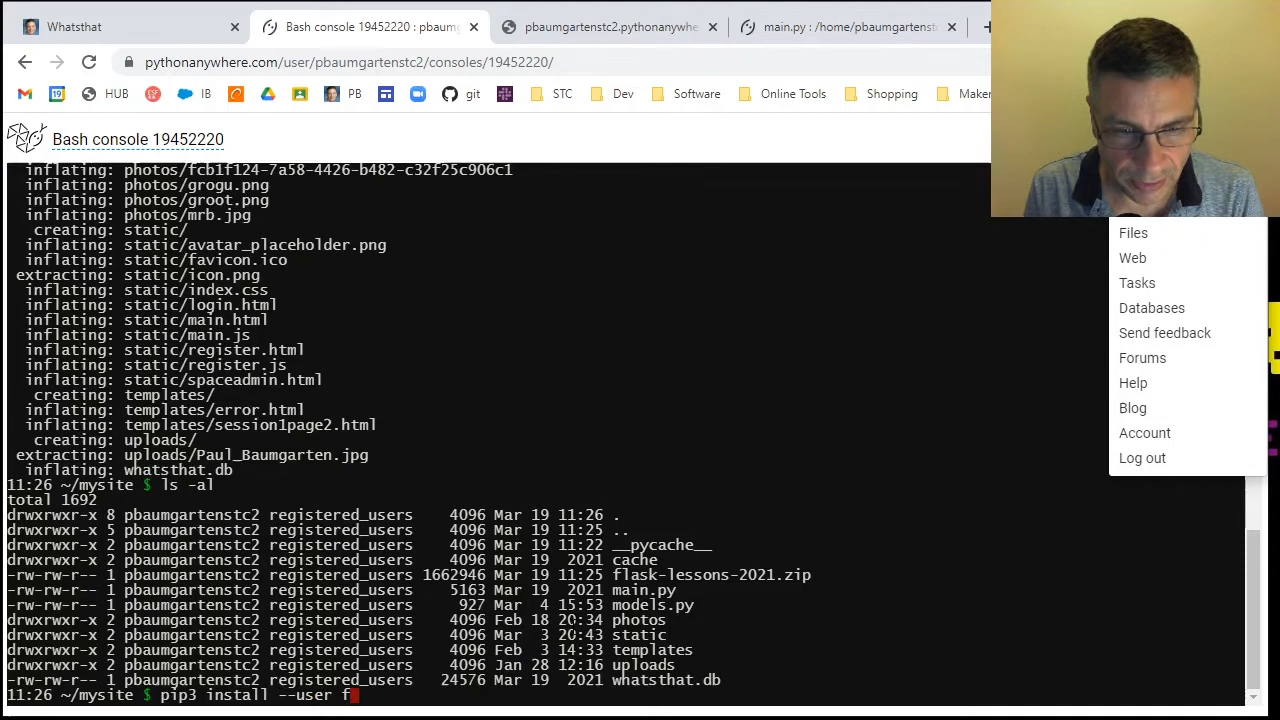 Whatsthat
Bash console 19452220 : pbaumg
pbaumgartenstc2.pythonanywhe
main.py : /home/pbaumgartenst
pythonanywhere.com/user/pbaumgartenstc2/consoles/19452220/
HUB
IB
PB
git
STC
Dev
Software
Online Tools
Shopping
Maker
Bash console 19452220
inflating: photos/fcb1f124-7a58-4426-b482-c32f25c906c1
inflating: photos/grogu.png
inflating: photos/groot.png
inflating: photos/mrb.jpg
creating: static/
inflating: static/avatar_placeholder.png
inflating: static/favicon.ico
extracting: static/icon.png
inflating: static/index.css
inflating: static/login.html
inflating: static/main.html
inflating: static/main.js
inflating: static/register.html
inflating: static/register.js
inflating: static/spaceadmin.html
creating: templates/
inflating: templates/error.html
inflating: templates/session1page2.html
creating: uploads/
extracting: uploads/Paul_Baumgarten.jpg
inflating: whatsthat.db
11:26 ~/mysite $ ls -al
total 1692
drwxrwxr-x 8 pbaumgartenstc2 registered_users 4096 Mar 19 11:26 .
drwxrwxr-x 5 pbaumgartenstc2 registered_users 4096 Mar 19 11:25 ..
drwxrwxr-x 2 pbaumgartenstc2 registered_users 4096 Mar 19 11:22 __pycache__
drwxrwxr-x 2 pbaumgartenstc2 registered_users 4096 Mar 19 2021 cache
-rw-rw-r-- 1 pbaumgartenstc2 registered_users 1662946 Mar 19 11:25 flask-lessons-2021.zip
-rw-rw-r-- 1 pbaumgartenstc2 registered_users 5163 Mar 19 2021 main.py
-rw-rw-r-- 1 pbaumgartenstc2 registered_users 927 Mar 4 15:53 models.py
drwxrwxr-x 2 pbaumgartenstc2 registered_users 4096 Feb 18 20:34 photos
drwxrwxr-x 2 pbaumgartenstc2 registered_users 4096 Mar 3 20:43 static
drwxrwxr-x 2 pbaumgartenstc2 registered_users 4096 Feb 3 14:33 templates
drwxrwxr-x 2 pbaumgartenstc2 registered_users 4096 Jan 28 12:16 uploads
-rw-rw-r-- 1 pbaumgartenstc2 registered_users 24576 Mar 19 2021 whatsthat.db
11:26 ~/mysite $ pip3 install --user f
Files
Web
Tasks
Databases
Send feedback
Forums
Help
Blog
Account
Log out